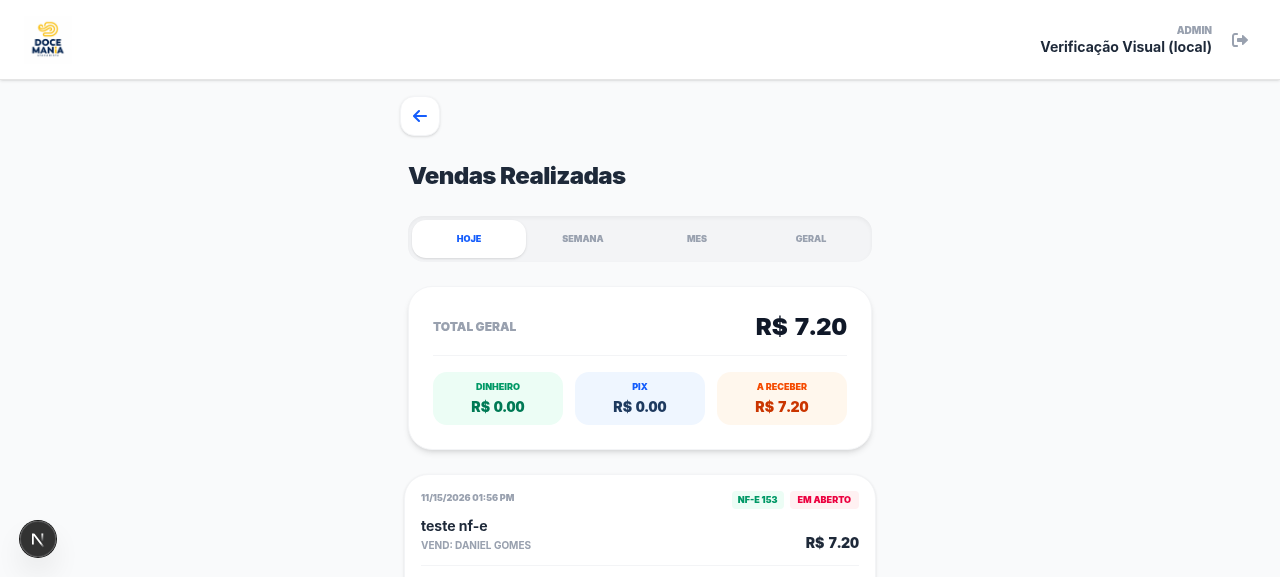 DOCE
MANIA
ADMIN
Verificação Visual (local)
Vendas Realizadas
HOJE SEMANA MES GERAL
TOTAL GERAL R$ 7.20
DINHEIRO PIX A RECEBER
R$ 0.00 R$ 0.00 R$ 7.20
11/15/2026 01:56 PM NF-E 153 EM ABERTO
teste nf-e
VEND: DANIEL GOMES R$ 7.20
N